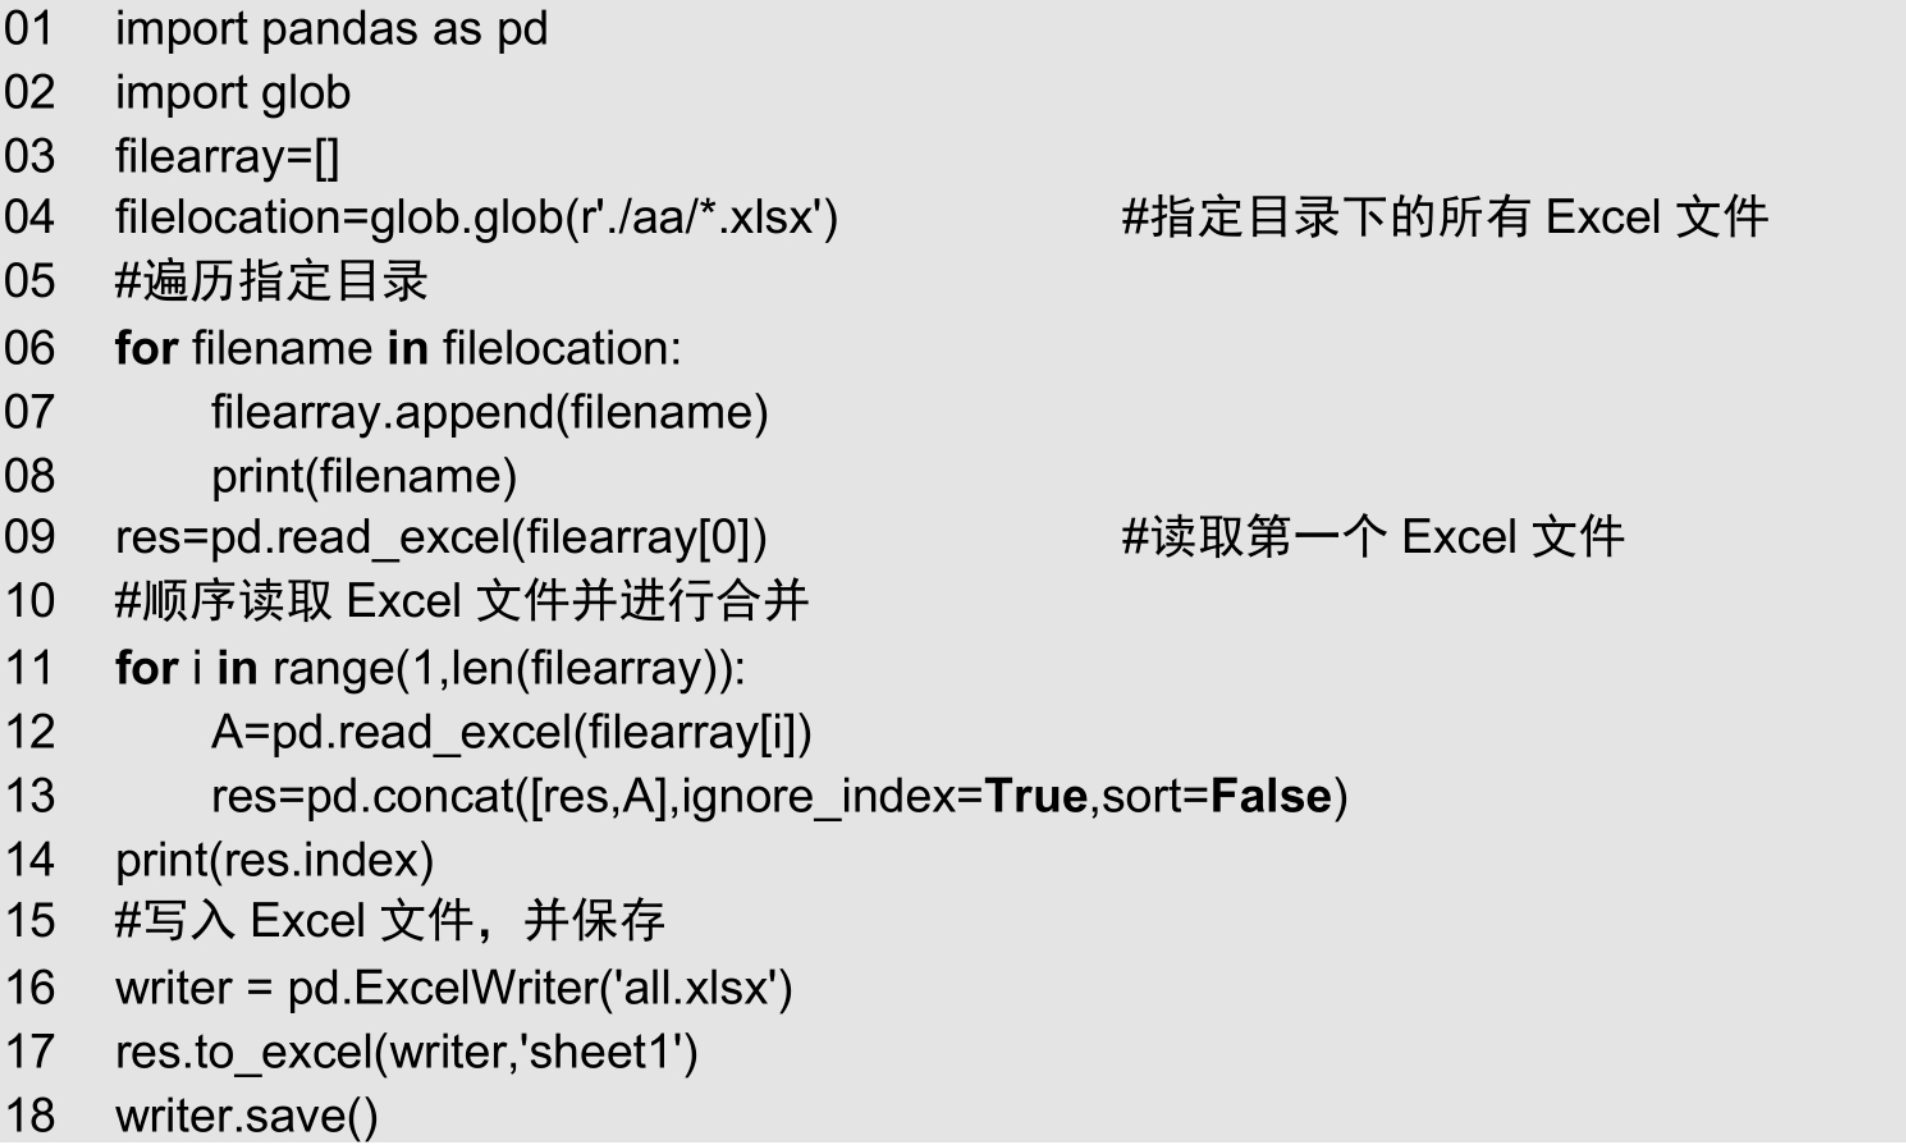 01 import pandas as pd
02 import glob
03 filearray=[]
04 filelocation=glob.glob(r'./aa/*.xlsx') #指定目录下的所有 Excel 文件
05 #遍历指定目录
06 for filename in filelocation:
07 filearray.append(filename)
08 print(filename)
09 res=pd.read_excel(filearray[0]) #读取第一个 Excel 文件
10 #顺序读取 Excel 文件并进行合并
11 for i in range(1,len(filearray)):
12 A=pd.read_excel(filearray[i])
13 res=pd.concat([res,A],ignore_index=True,sort=False)
14 print(res.index)
15 #写入 Excel 文件，并保存
16 writer = pd.ExcelWriter('all.xlsx')
17 res.to_excel(writer,'sheet1')
18 writer.save()